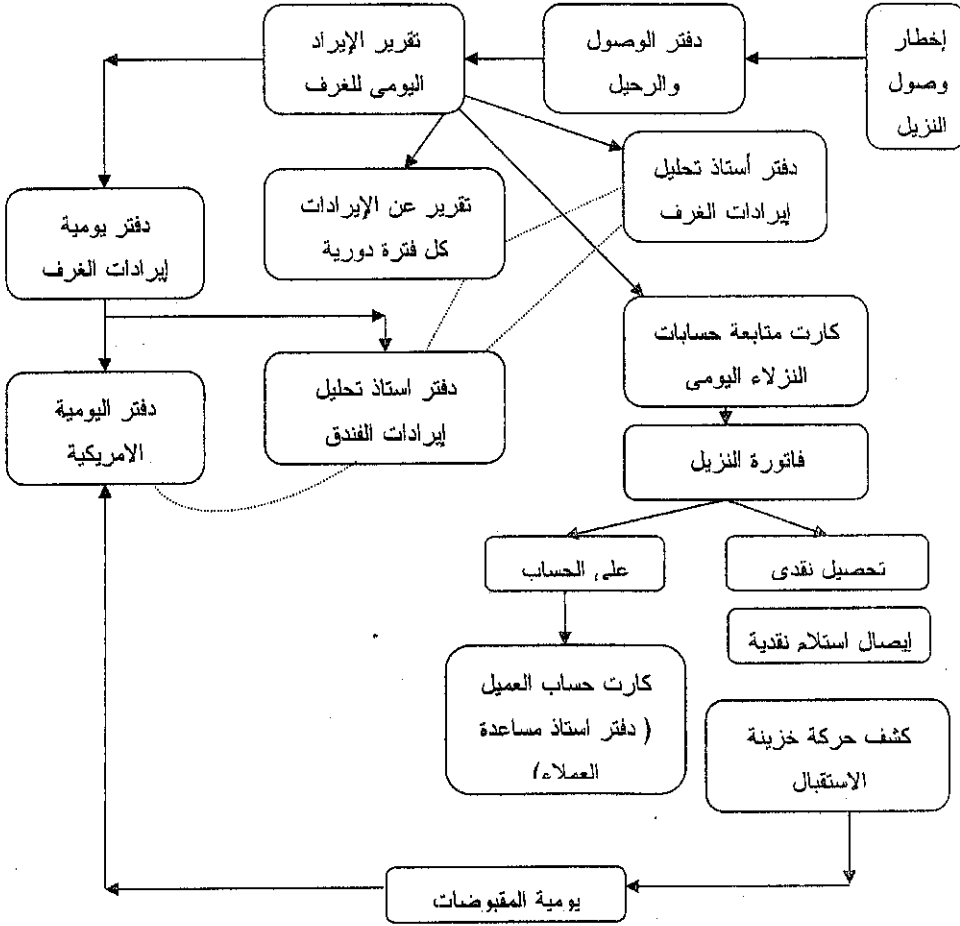 إخطار
وصول
النزيل
دفتر الوصول
والرحيل
تقرير الإيراد
اليومى للغرف
دفتر أستاذ تحليل
إيرادات الغرف
تقرير عن الإيرادات
كل فترة دورية
دفتر يومية
إيرادات الغرف
كارت متابعة حسابات
النزلاء اليومى
دفتر استاذ تحليل
إيرادات الفندق
دفتر اليومية
الامريكية
فاتورة النزيل
تحصيل نقدى
على الحساب
إيصال استلام نقدية
كارت حساب العميل
( دفتر استاذ مساعدة
العملاء)
كشف حركة خزينة
الاستقبال
يومية المقبوضات